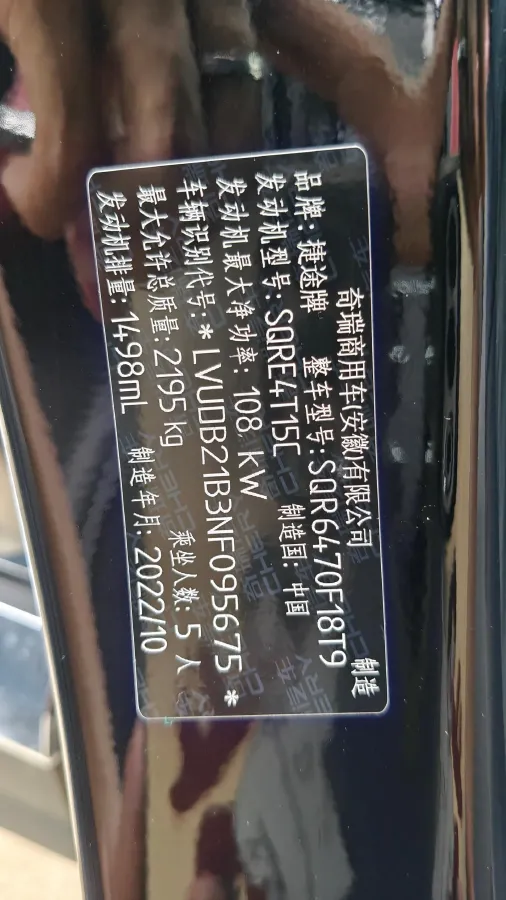 奇瑞商用车(安徽)有限公司 制造
品牌:捷途牌 整车型号:SQR6470F18T9
发动机型号:SQRE4T15C 制造国:中国
发动机最大净功率:108 kW
车辆识别代号:*LVUDB21B3NF095675*
最大允许总质量:2195 kg 乘坐人数:5 人
发动机排量:1498mL 制造年月:2022/10